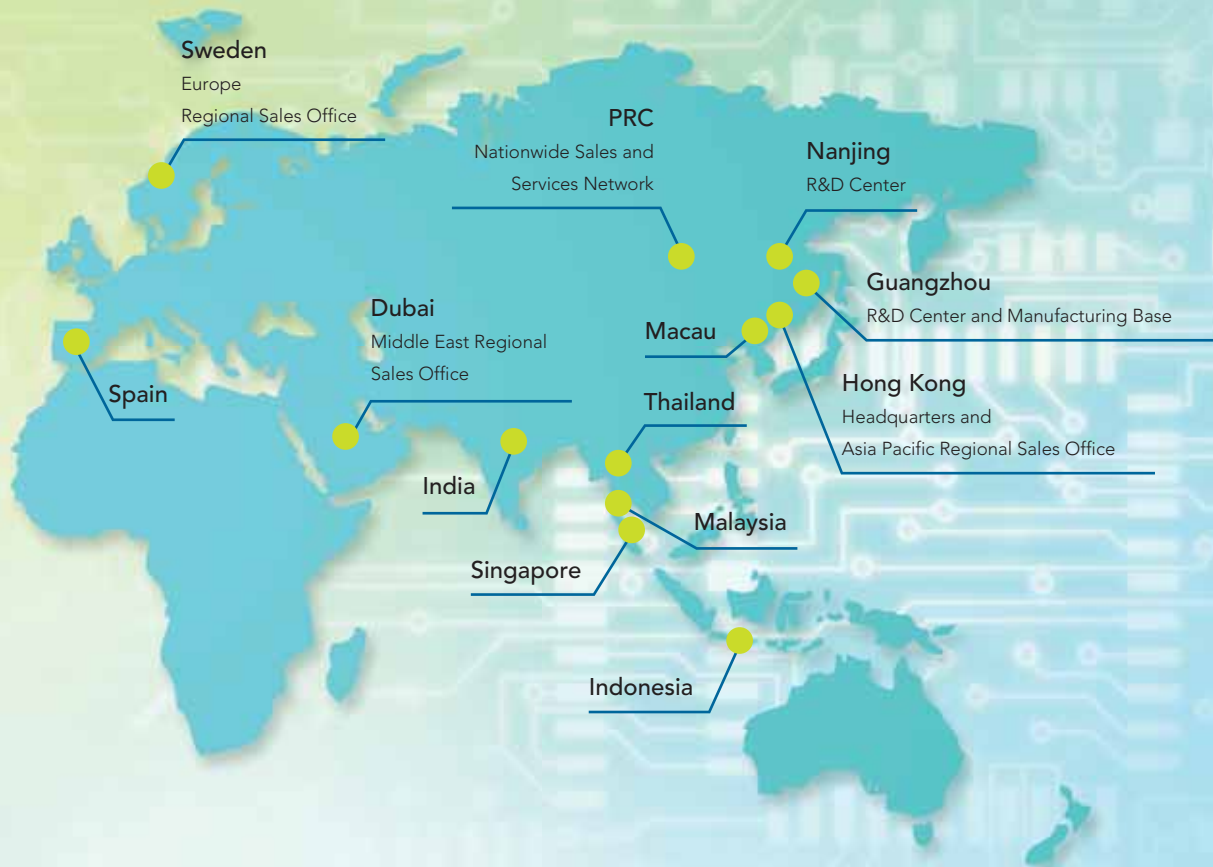 Sweden
Europe
Regional Sales Office
PRC
Nationwide Sales and
Services Network
Nanjing
R&D Center
Guangzhou
R&D Center and Manufacturing Base
Dubai
Middle East Regional
Sales Office
Macau
Hong Kong
Headquarters and
Asia Pacific Regional Sales Office
Spain
Thailand
India
Malaysia
Singapore
Indonesia